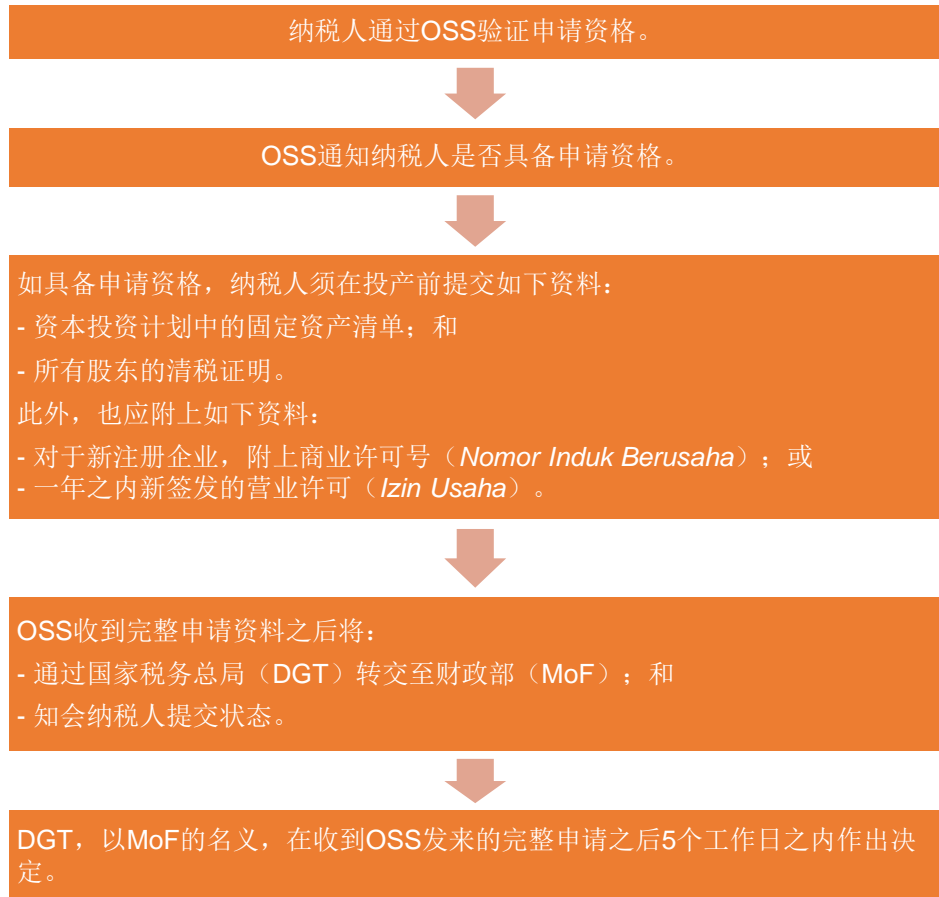 纳税人通过OSS验证申请资格。
OSS通知纳税人是否具备申请资格。
如具备申请资格，纳税人须在投产前提交如下资料：
- 资本投资计划中的固定资产清单；和
- 所有股东的清税证明。
此外，也应附上如下资料：
- 对于新注册企业，附上商业许可号（Nomor Induk Berusaha）；或
- 一年之内新签发的营业许可（Izin Usaha）。
OSS收到完整申请资料之后将：
- 通过国家税务总局（DGT）转交至财政部（MoF）；和
- 知会纳税人提交状态。
DGT，以MoF的名义，在收到OSS发来的完整申请之后5个工作日之内作出决
定。